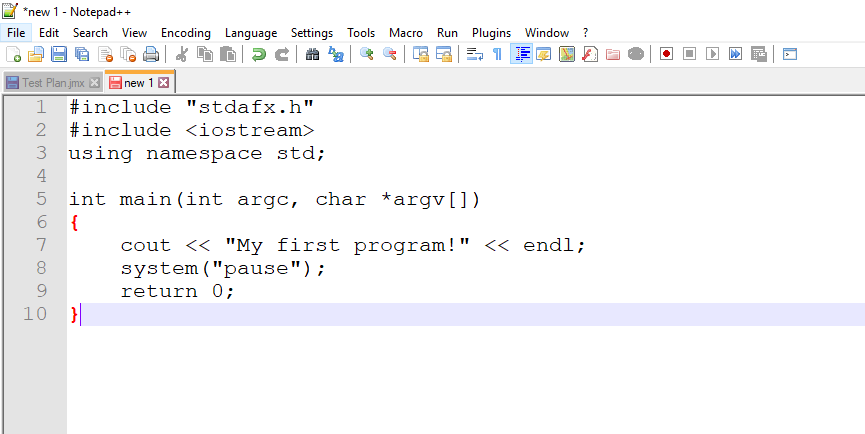 *new 1 - Notepad++
File Edit Search View Encoding Language Settings Tools Macro Run Plugins Window ?
Test Plan.jmx new 1
1 #include "stdafx.h"
2 #include <iostream>
3 using namespace std;
4
5 int main(int argc, char *argv[])
6 {
7     cout << "My first program!" << endl;
8     system("pause");
9     return 0;
10 }